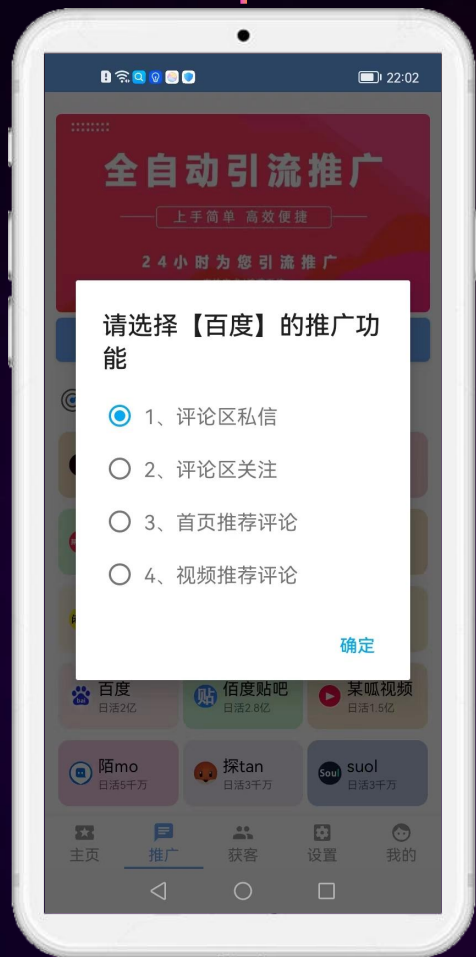 22:02
全自动引流推广
上手简单 高效便捷
24小时为您引流推广
请选择【百度】的推广功
能
1、评论区私信
2、评论区关注
3、首页推荐评论
4、视频推荐评论
确定
百度
日活2亿
佰度贴吧
日活2.8亿
某呱视频
日活1.5亿
陌mo
日活5千万
探tan
日活3千万
Soul
suol
日活3千万
主页
推广
获客
设置
我的